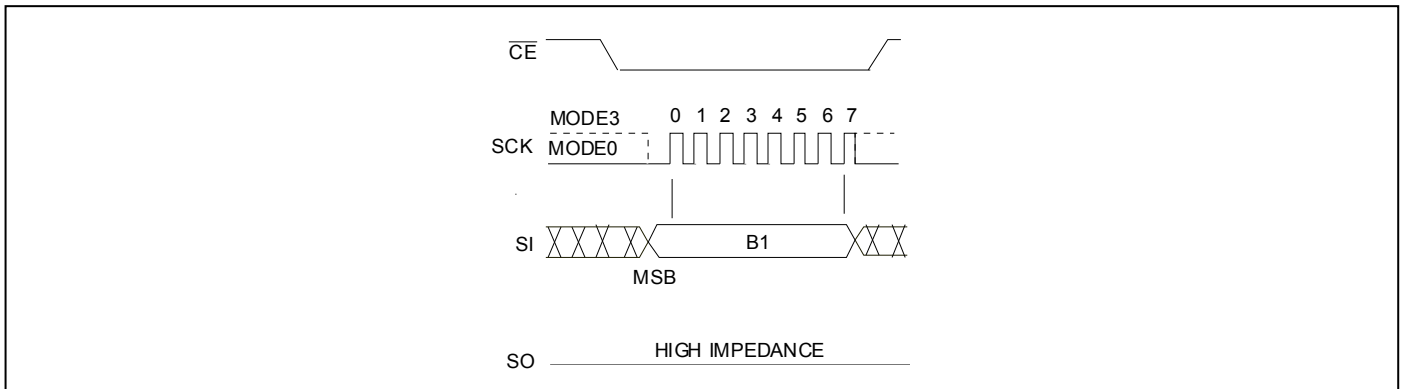 CE
MODE3 0 1 2 3 4 5 6 7
SCK MODE0
SI B1
MSB
SO HIGH IMPEDANCE